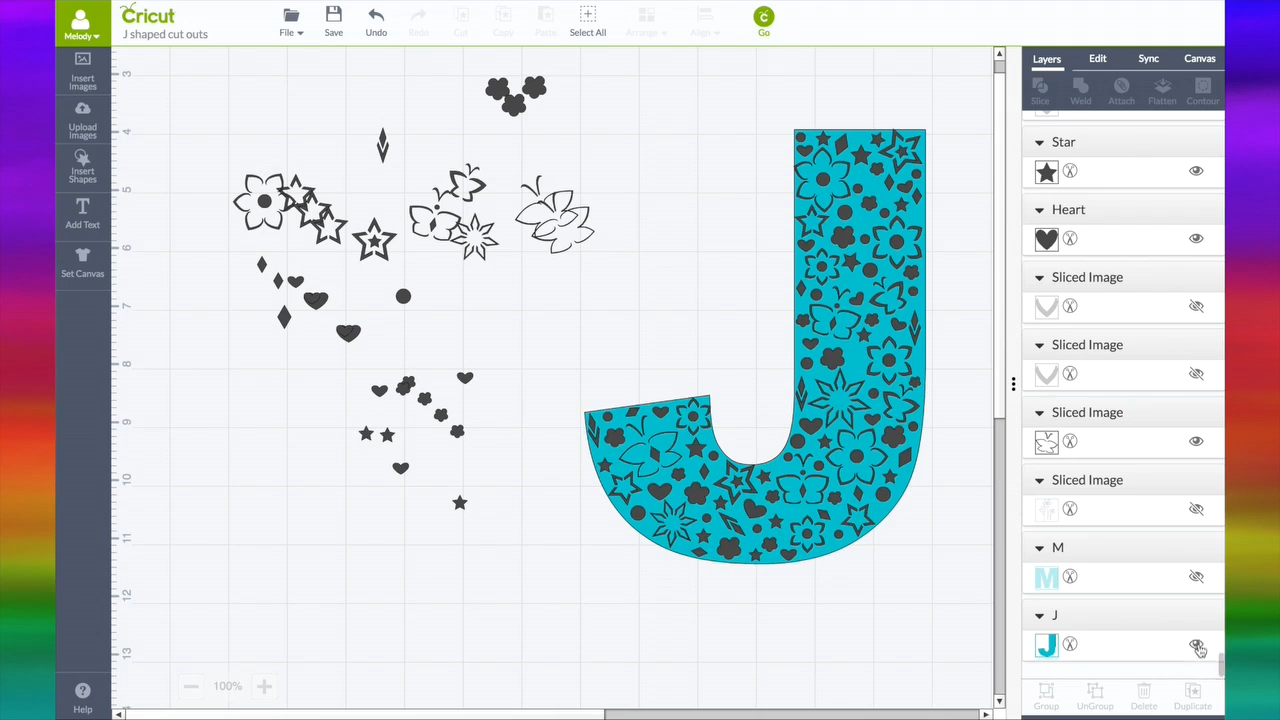 Melody
Cricut
J shaped cut outs
File
Save
Undo
Redo
Cut
Copy
Paste
Select All
Arrange
Align
Go
Insert
Images
Upload
Images
Insert
Shapes
Add Text
Set Canvas
Help
3
4
5
6
7
8
9
10
11
12
13
100%
Layers
Edit
Sync
Canvas
Slice
Weld
Attach
Flatten
Contour
Star
Heart
Sliced Image
Sliced Image
Sliced Image
Sliced Image
M
J
Group
UnGroup
Delete
Duplicate